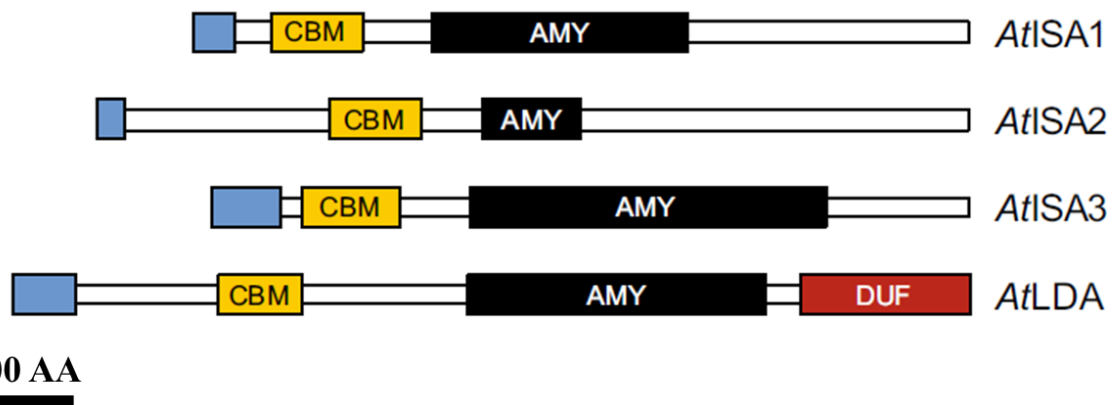 CBM AMY AtISA1
CBM AMY AtISA2
CBM AMY AtISA3
CBM AMY DUF AtLDA
00 AA